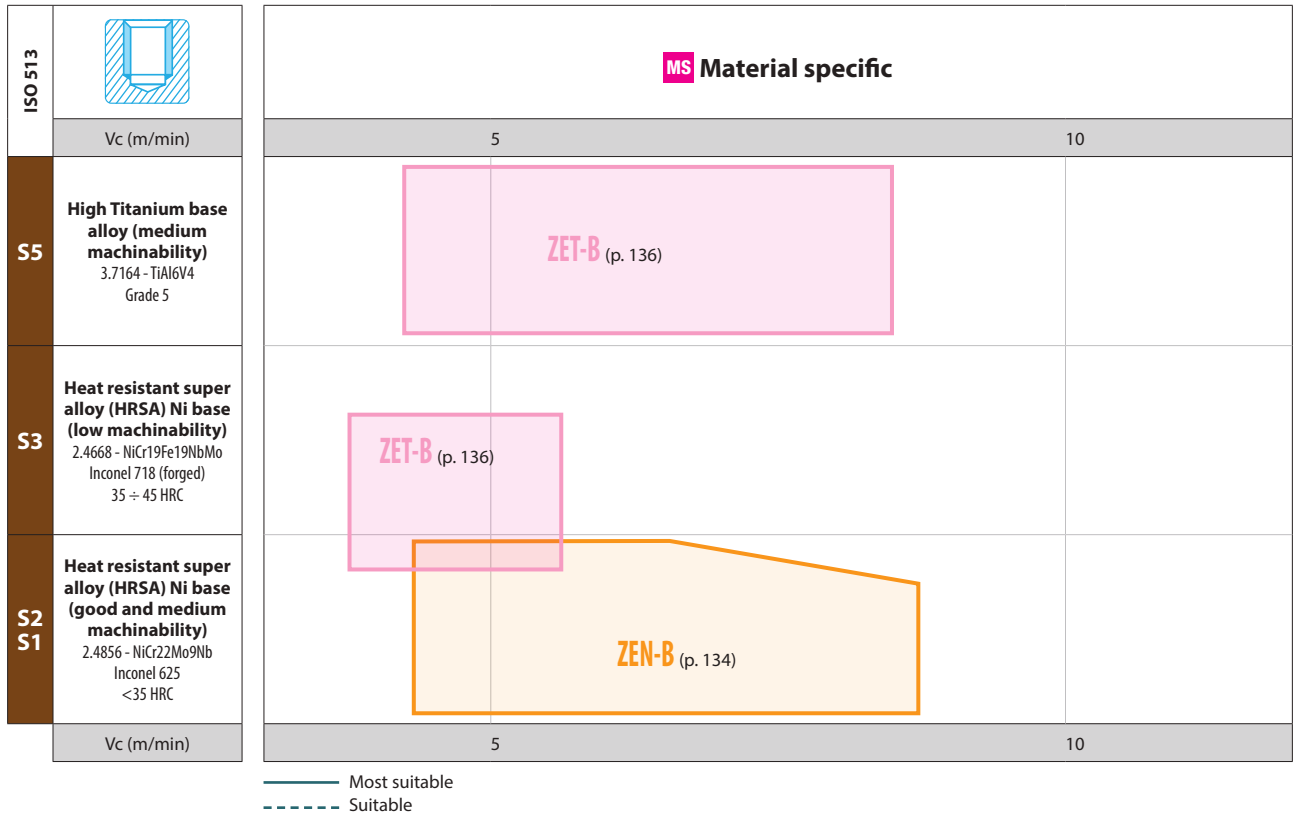 ISO 513
MS Material specific
Vc (m/min)
5
10
S5
High Titanium base
alloy (medium
machinability)
3.7164 - TiAl6V4
Grade 5
ZET-B (p. 136)
S3
Heat resistant super
alloy (HRSA) Ni base
(low machinability)
2.4668 - NiCr19Fe19NbMo
Inconel 718 (forged)
35 ÷ 45 HRC
ZET-B (p. 136)
S2
S1
Heat resistant super
alloy (HRSA) Ni base
(good and medium
machinability)
2.4856 - NiCr22Mo9Nb
Inconel 625
<35 HRC
ZEN-B (p. 134)
Vc (m/min)
5
10
Most suitable
Suitable